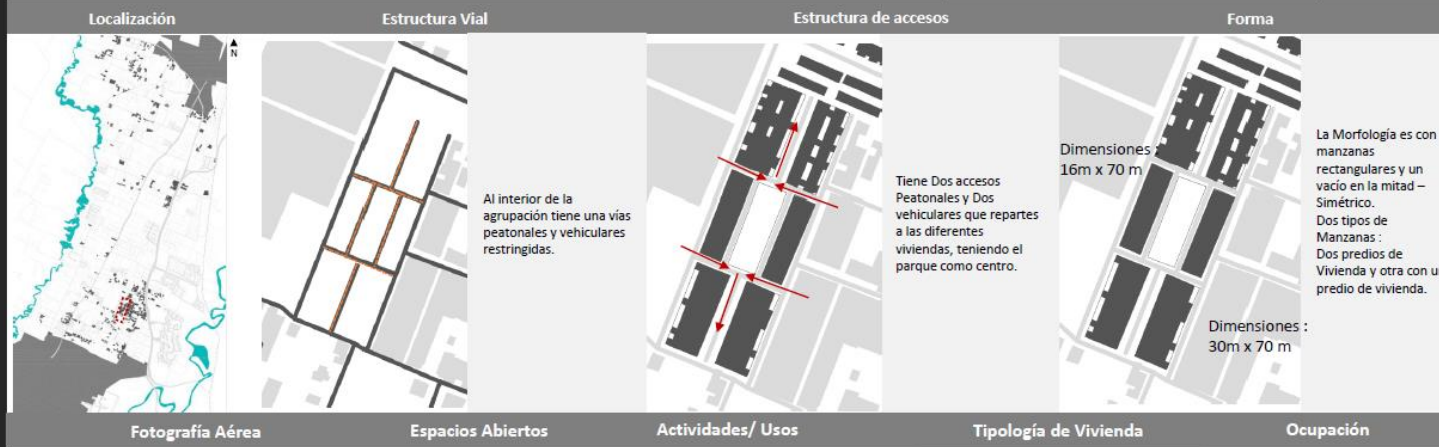 Localización
Estructura Vial
Estructura de accesos
Forma
N
Al interior de la
agrupación tiene una vías
peatonales y vehiculares
restringidas.
Tiene Dos accesos
Peatonales y Dos
vehiculares que repartes
a las diferentes
viviendas, teniendo el
parque como centro.
Dimensiones :
16m x 70 m
Dimensiones :
30m x 70 m
La Morfología es con
manzanas
rectangulares y un
vacío en la mitad –
Simétrico.
Dos tipos de
Manzanas :
Dos predios de
Vivienda y otra con u
predio de vivienda.
Fotografía Aérea
Espacios Abiertos
Actividades/ Usos
Tipología de Vivienda
Ocupación